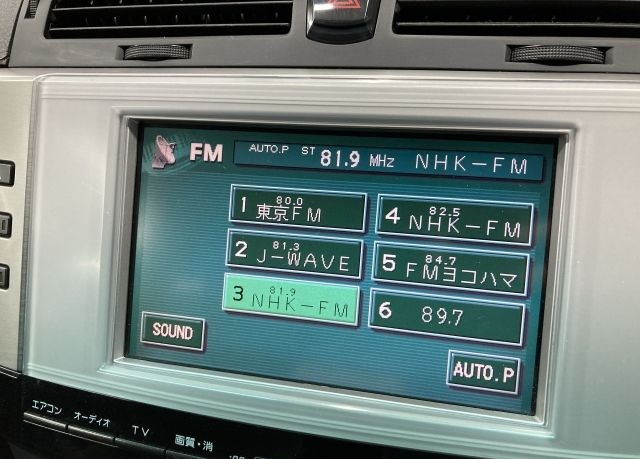 FM AUTO.P ST 81.9 MHz NHK-FM
1 80.0 東京FM
2 81.3 J-WAVE
3 81.9 NHK-FM
4 82.5 NHK-FM
5 84.7 FMヨコハマ
6 89.7
SOUND
AUTO.P
エアコン オーディオ TV 画質・消